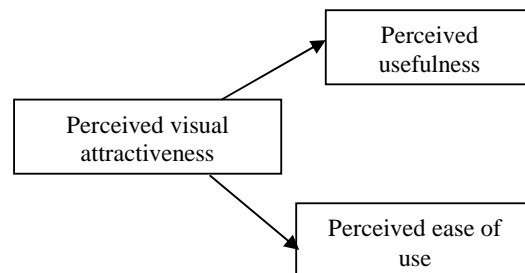 Perceived
usefulness
Perceived visual
attractiveness
Perceived ease of
use